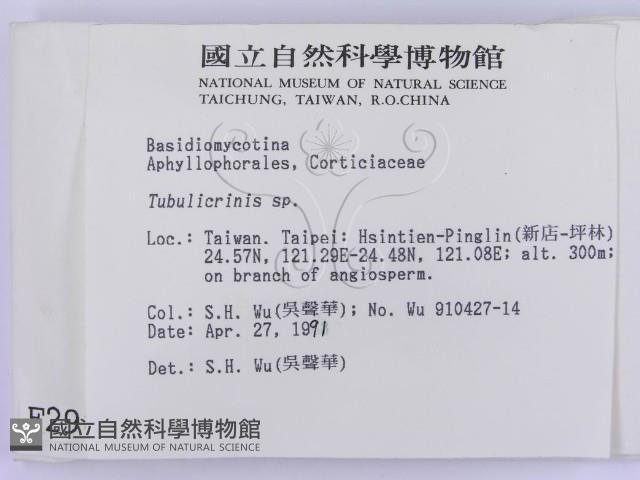 國立自然科學博物館
NATIONAL MUSEUM OF NATURAL SCIENCE
TAICHUNG, TAIWAN, R.O.CHINA
Basidiomycotina
Aphyllophorales, Corticiaceae
Tubulicrinis sp.
Loc.: Taiwan. Taipei: Hsintien-Pinglin(新店-坪林)
24.57N, 121.29E-24.48N, 121.08E; alt. 300m;
on branch of angiosperm.
Col.: S.H. Wu(吳聲華); No. Wu 910427-14
Date: Apr. 27, 1991
Det.: S.H. Wu(吳聲華)
F29
國立自然科學博物館
NATIONAL MUSEUM OF NATURAL SCIENCE